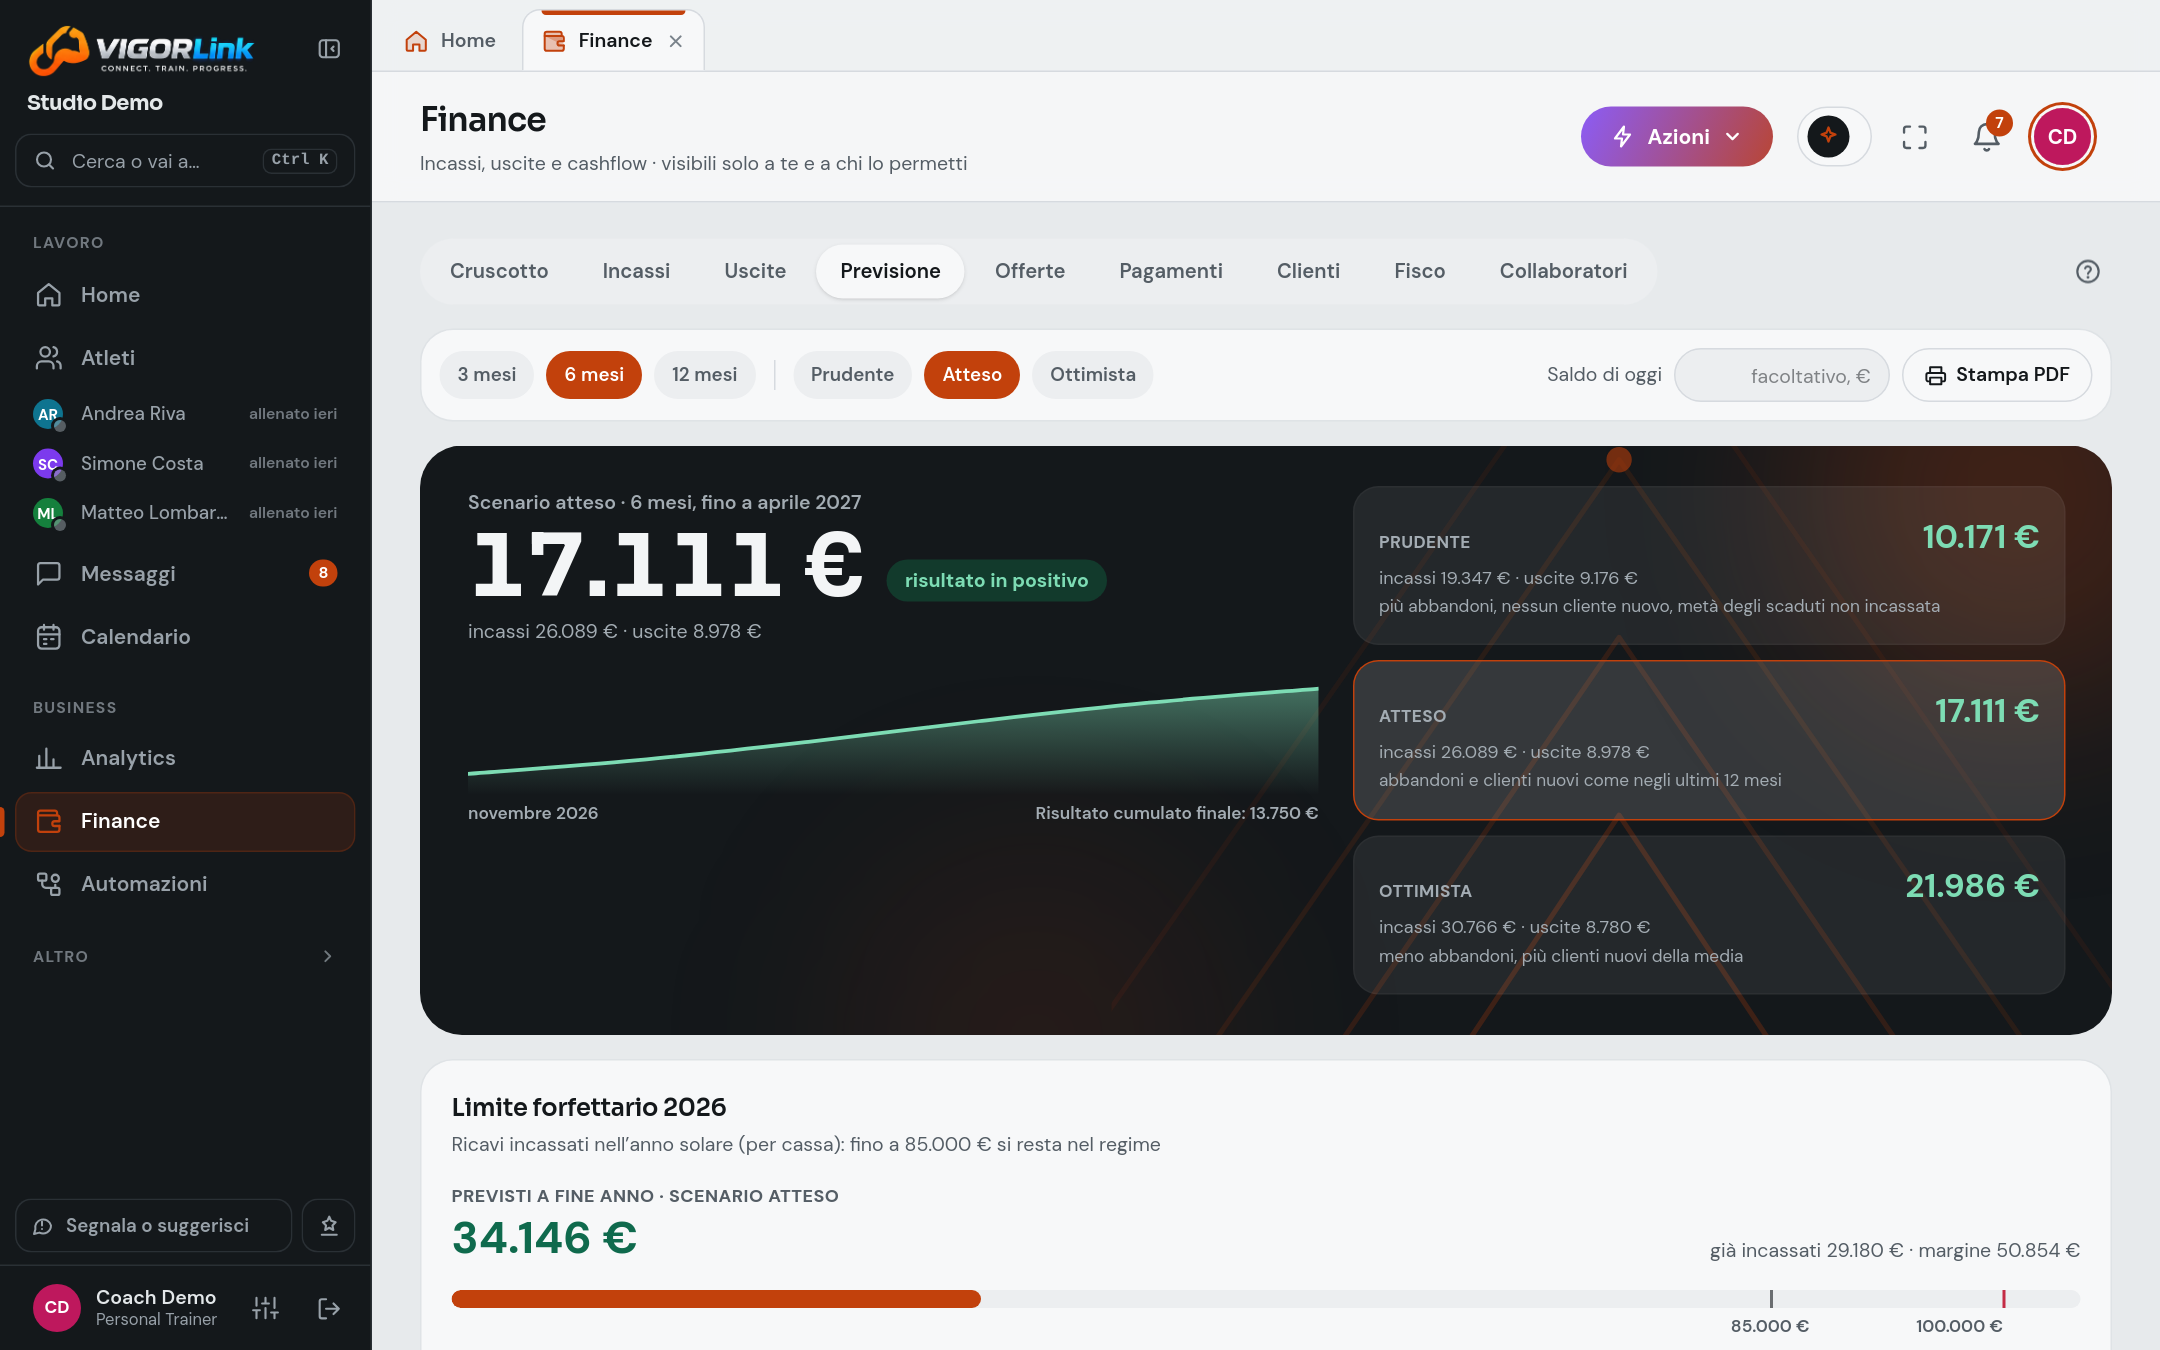 VIGORLink
CONNECT. TRAIN. PROGRESS.
Studio Demo
Cerca o vai a...
Ctrl K
LAVORO
Home
Atleti
AR
Andrea Riva
allenato ieri
SC
Simone Costa
allenato ieri
ML
Matteo Lombar...
allenato ieri
Messaggi
8
Calendario
BUSINESS
Analytics
Finance
Automazioni
ALTRO
Segnala o suggerisci
CD
Coach Demo
Personal Trainer
Home
Finance
Finance
Incassi, uscite e cashflow · visibili solo a te e a chi lo permetti
Azioni
7
CD
Cruscotto
Incassi
Uscite
Previsione
Offerte
Pagamenti
Clienti
Fisco
Collaboratori
3 mesi
6 mesi
12 mesi
Prudente
Atteso
Ottimista
Saldo di oggi
facoltativo, €
Stampa PDF
Scenario atteso · 6 mesi, fino a aprile 2027
17.111 €
risultato in positivo
incassi 26.089 € · uscite 8.978 €
novembre 2026
Risultato cumulato finale: 13.750 €
PRUDENTE
10.171 €
incassi 19.347 € · uscite 9.176 €
più abbandoni, nessun cliente nuovo, metà degli scaduti non incassata
ATTESO
17.111 €
incassi 26.089 € · uscite 8.978 €
abbandoni e clienti nuovi come negli ultimi 12 mesi
OTTIMISTA
21.986 €
incassi 30.766 € · uscite 8.780 €
meno abbandoni, più clienti nuovi della media
Limite forfettario 2026
Ricavi incassati nell'anno solare (per cassa): fino a 85.000 € si resta nel regime
PREVISTI A FINE ANNO · SCENARIO ATTESO
34.146 €
già incassati 29.180 € · margine 50.854 €
85.000 €
100.000 €